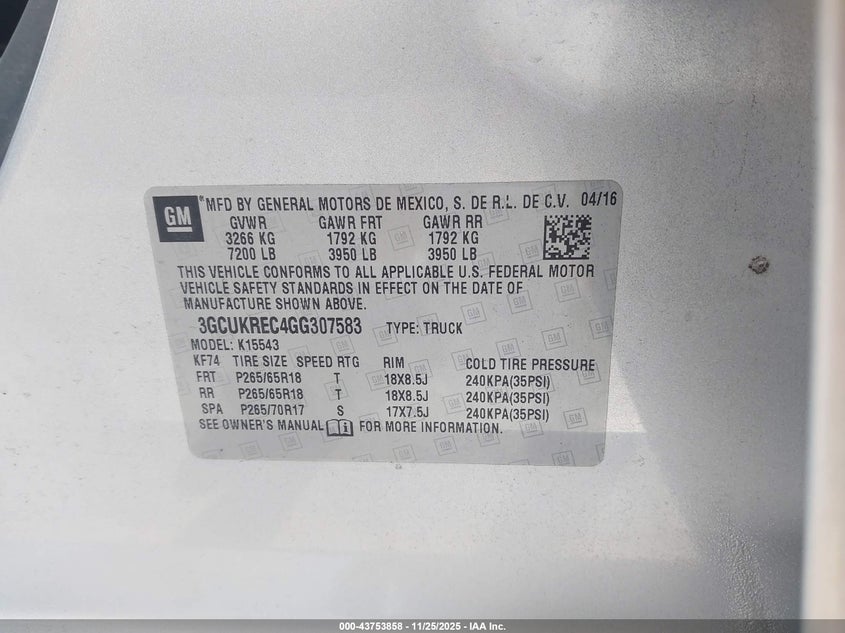 GM ® MFD BY GENERAL MOTORS DE MEXICO, S. DE R.L. DE C.V. 04/16
GVWR GAWR FRT GAWR RR
3266 KG 1792 KG 1792 KG
7200 LB 3950 LB 3950 LB
THIS VEHICLE CONFORMS TO ALL APPLICABLE U.S. FEDERAL MOTOR
VEHICLE SAFETY STANDARDS IN EFFECT ON THE DATE OF
MANUFACTURE SHOWN ABOVE.
3GCUKREC4GG307583 TYPE: TRUCK
MODEL: K15543
KF74 TIRE SIZE SPEED RTG RIM COLD TIRE PRESSURE
FRT P265/65R18 T 18X8.5J 240KPA(35PSI)
RR P265/65R18 T 18X8.5J 240KPA(35PSI)
SPA P265/70R17 S 17X7.5J 240KPA(35PSI)
SEE OWNER'S MANUAL FOR MORE INFORMATION.
000-43753858 - 11/25/2025 - IAA Inc.